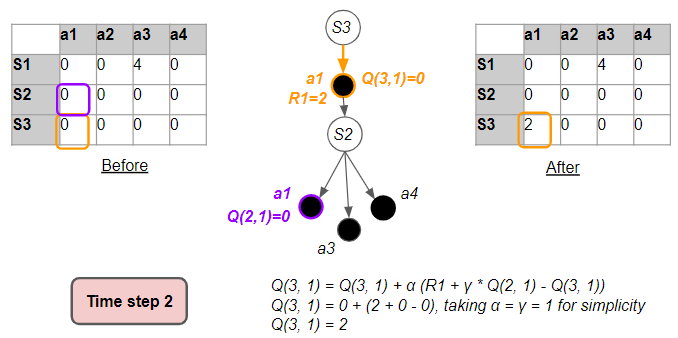 a1 a2 a3 a4
S1 0 0 4 0
S2 0 0 0 0
S3 0 0 0 0
Before
S3
a1 Q(3,1)=0
R1=2
S2
a1
Q(2,1)=0
a4
a3
a1 a2 a3 a4
S1 0 0 4 0
S2 0 0 0 0
S3 2 0 0 0
After
Time step 2
Q(3, 1) = Q(3, 1) + α (R1 + γ * Q(2, 1) - Q(3, 1))
Q(3, 1) = 0 + (2 + 0 - 0), taking α = γ = 1 for simplicity
Q(3, 1) = 2